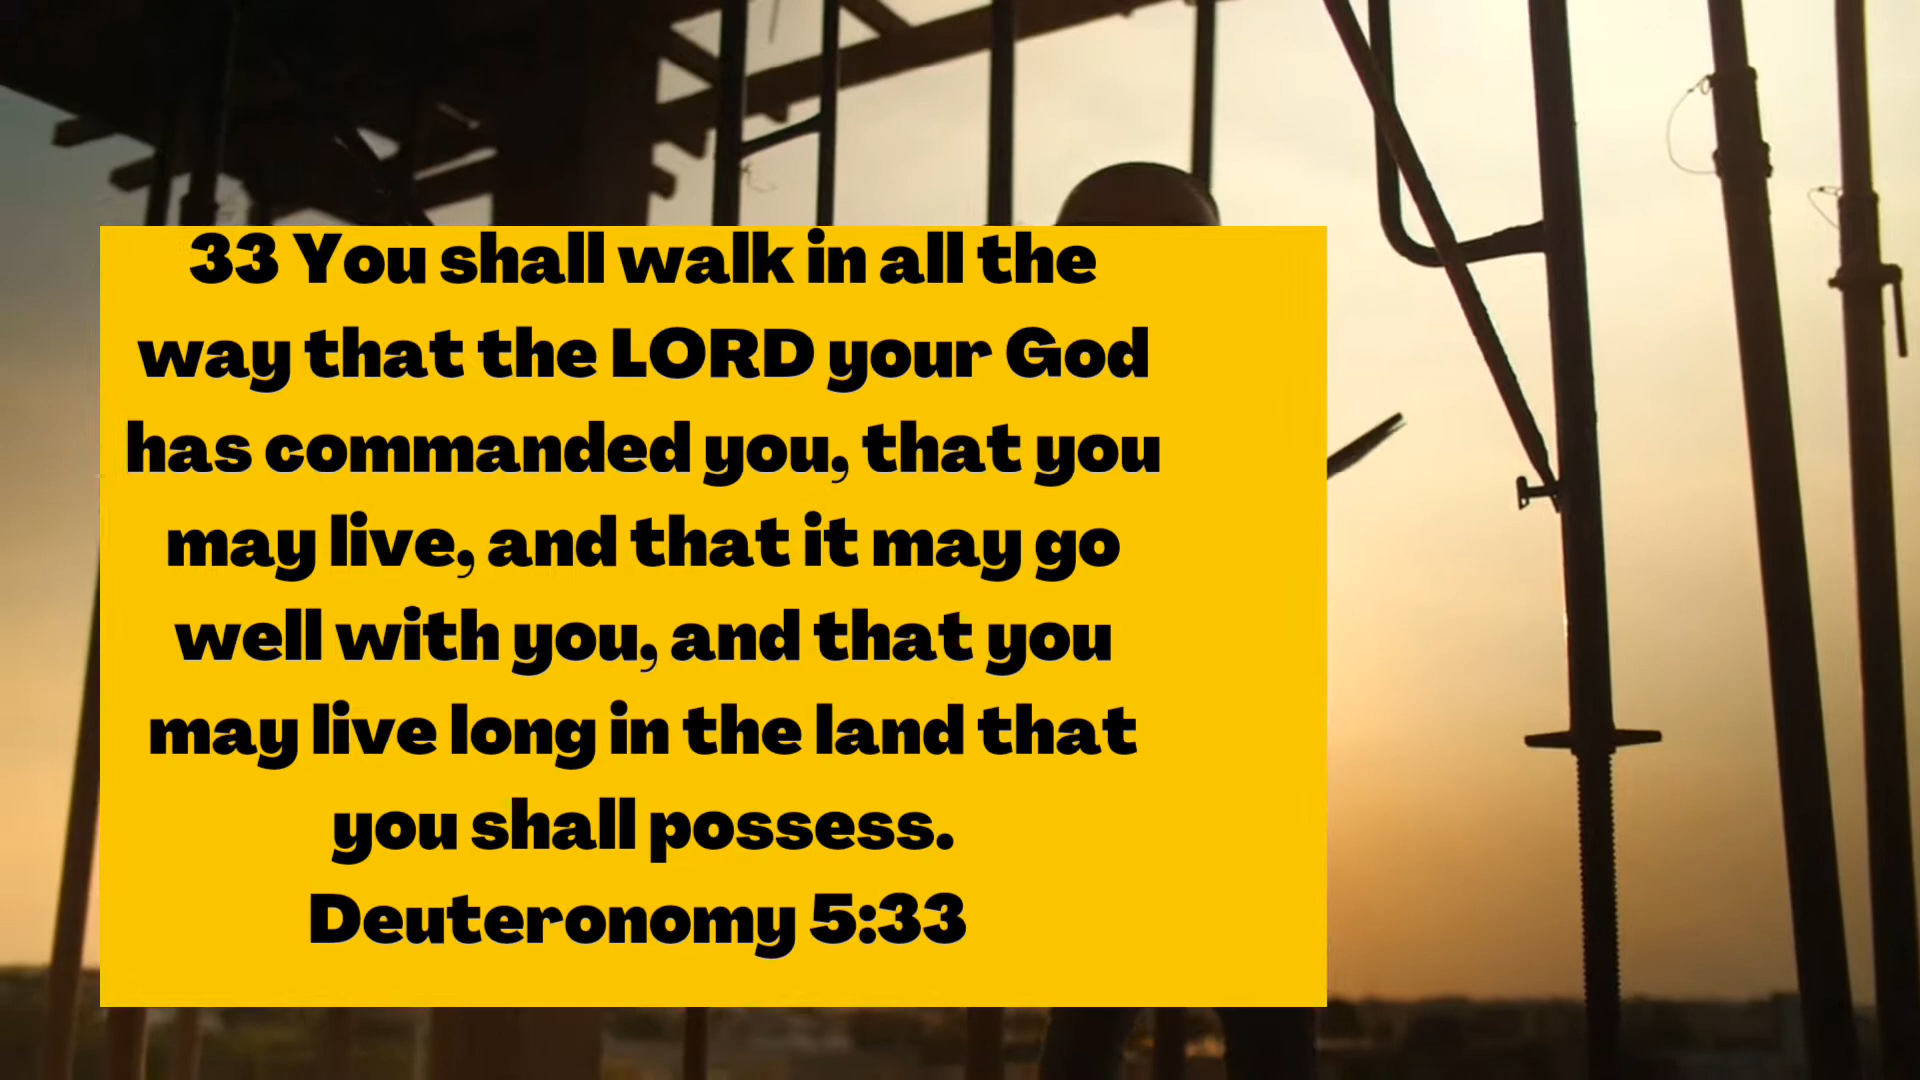 33 You shall walk in all the
way that the LORD your God
has commanded you, that you
may live, and that it may go
well with you, and that you
may live long in the land that
you shall possess.
Deuteronomy 5:33